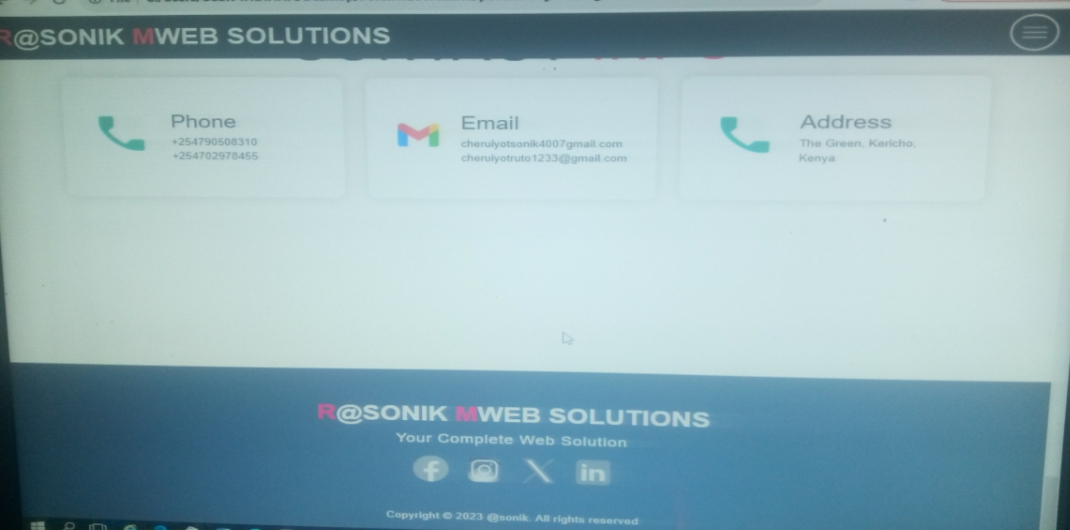 R@SONIK MWEB SOLUTIONS
Phone
+254790508310
+254702978455
Email
cheruiyotsonik4007gmail.com
cheruiyotruto1233@gmail.com
Address
The Green, Kericho,
Kenya
R@SONIK MWEB SOLUTIONS
Your Complete Web Solution
Copyright © 2023 @sonik. All rights reserved